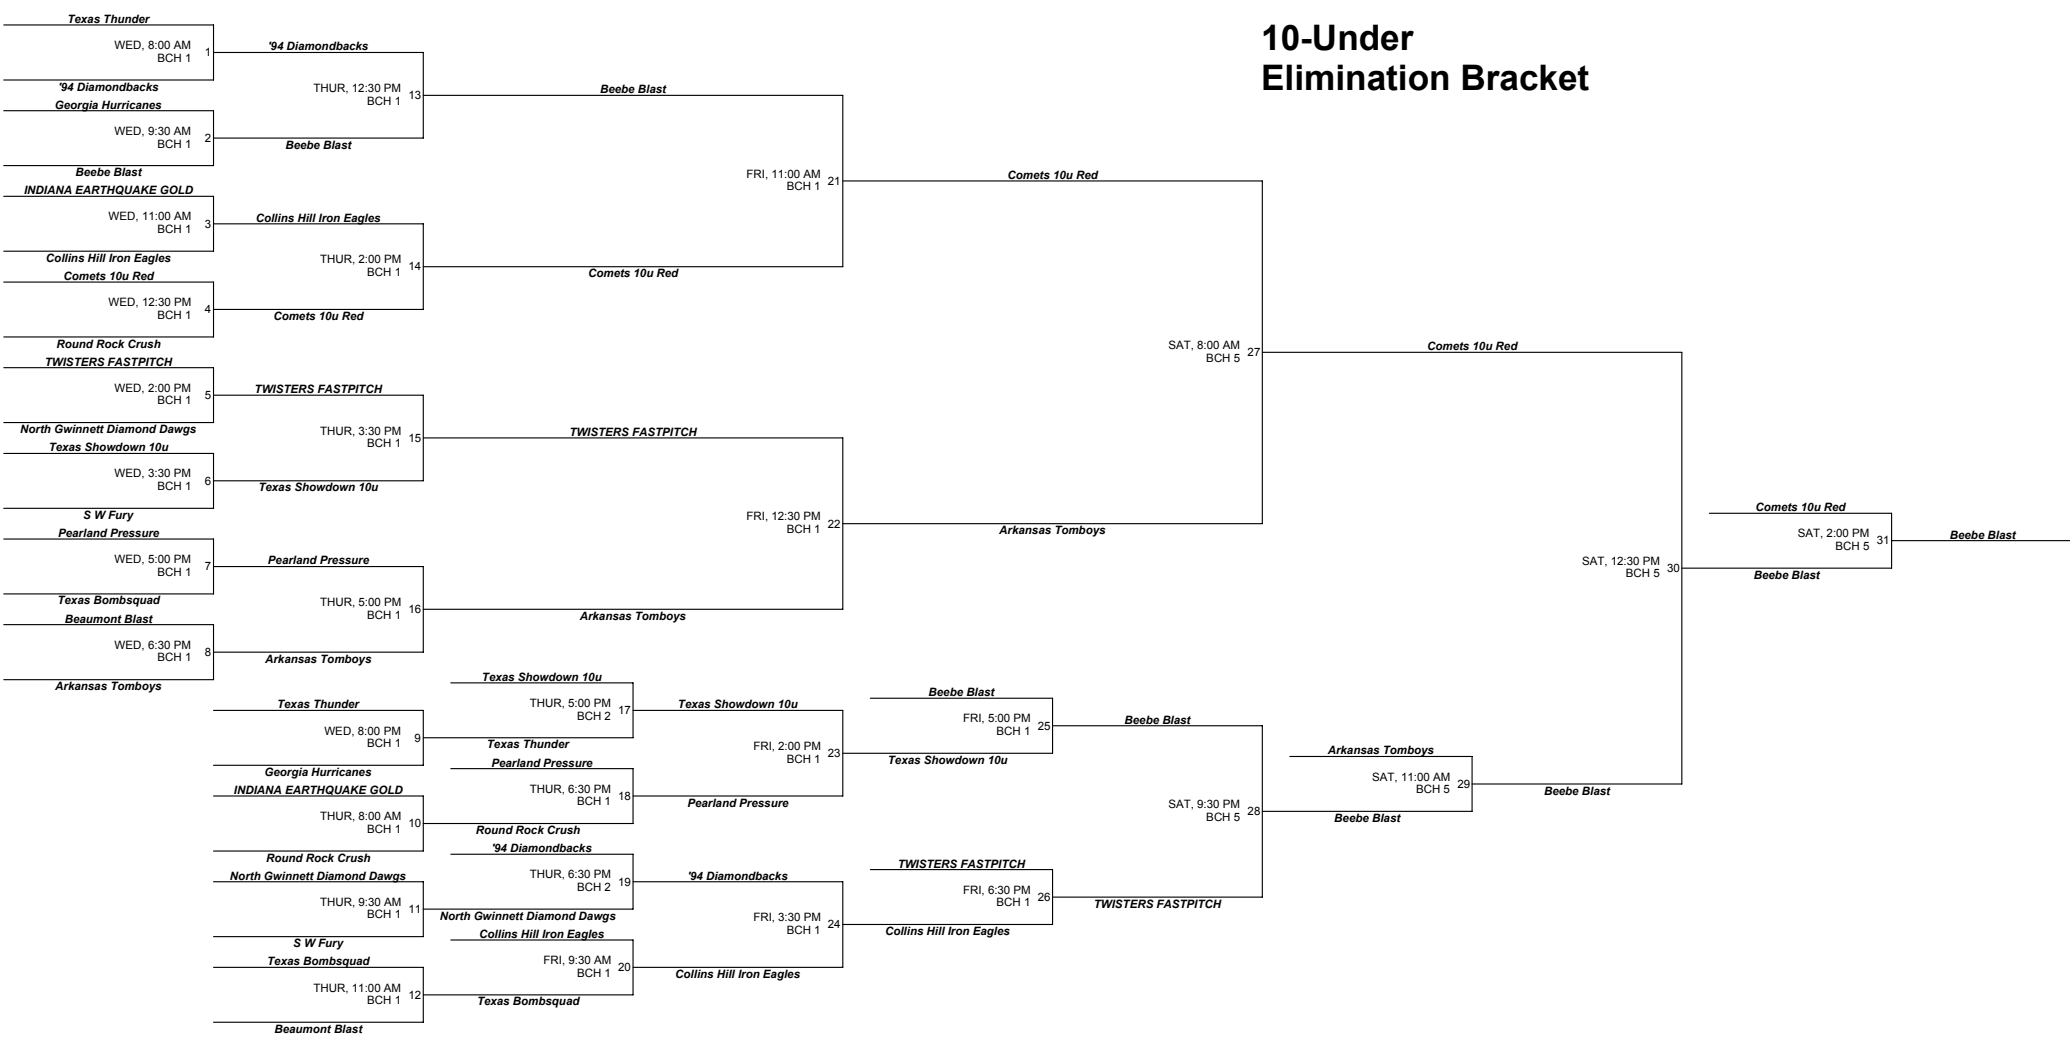 10-Under
Elimination Bracket
Texas Thunder
WED, 8:00 AM
BCH 1
1
'94 Diamondbacks
Georgia Hurricanes
WED, 9:30 AM
BCH 1
2
Beebe Blast
INDIANA EARTHQUAKE GOLD
WED, 11:00 AM
BCH 1
3
Collins Hill Iron Eagles
Comets 10u Red
WED, 12:30 PM
BCH 1
4
Round Rock Crush
TWISTERS FASTPITCH
WED, 2:00 PM
BCH 1
5
North Gwinnett Diamond Dawgs
Texas Showdown 10u
WED, 3:30 PM
BCH 1
6
S W Fury
Pearland Pressure
WED, 5:00 PM
BCH 1
7
Texas Bombsquad
Beaumont Blast
WED, 6:30 PM
BCH 1
8
Arkansas Tomboys
'94 Diamondbacks
THUR, 12:30 PM
BCH 1
13
Beebe Blast
Collins Hill Iron Eagles
THUR, 2:00 PM
BCH 1
14
Comets 10u Red
TWISTERS FASTPITCH
THUR, 3:30 PM
BCH 1
15
Texas Showdown 10u
Pearland Pressure
THUR, 5:00 PM
BCH 1
16
Arkansas Tomboys
Beebe Blast
FRI, 11:00 AM
BCH 1
21
Comets 10u Red
TWISTERS FASTPITCH
FRI, 12:30 PM
BCH 1
22
Arkansas Tomboys
Comets 10u Red
SAT, 8:00 AM
BCH 5
27
Arkansas Tomboys
Comets 10u Red
SAT, 12:30 PM
BCH 5
30
Beebe Blast
Comets 10u Red
SAT, 2:00 PM
BCH 5
31
Beebe Blast
Beebe Blast
Texas Thunder
WED, 8:00 PM
BCH 1
9
Georgia Hurricanes
INDIANA EARTHQUAKE GOLD
THUR, 8:00 AM
BCH 1
10
Round Rock Crush
North Gwinnett Diamond Dawgs
THUR, 9:30 AM
BCH 1
11
S W Fury
Texas Bombsquad
THUR, 11:00 AM
BCH 1
12
Beaumont Blast
Texas Showdown 10u
THUR, 5:00 PM
BCH 2
17
Texas Thunder
Pearland Pressure
THUR, 6:30 PM
BCH 1
18
Round Rock Crush
'94 Diamondbacks
THUR, 6:30 PM
BCH 2
19
North Gwinnett Diamond Dawgs
Collins Hill Iron Eagles
FRI, 9:30 AM
BCH 1
20
Texas Bombsquad
Texas Showdown 10u
FRI, 2:00 PM
BCH 1
23
Pearland Pressure
'94 Diamondbacks
FRI, 3:30 PM
BCH 1
24
Collins Hill Iron Eagles
Beebe Blast
FRI, 5:00 PM
BCH 1
25
Texas Showdown 10u
TWISTERS FASTPITCH
FRI, 6:30 PM
BCH 1
26
Collins Hill Iron Eagles
Beebe Blast
SAT, 9:30 PM
BCH 5
28
TWISTERS FASTPITCH
Arkansas Tomboys
SAT, 11:00 AM
BCH 5
29
Beebe Blast